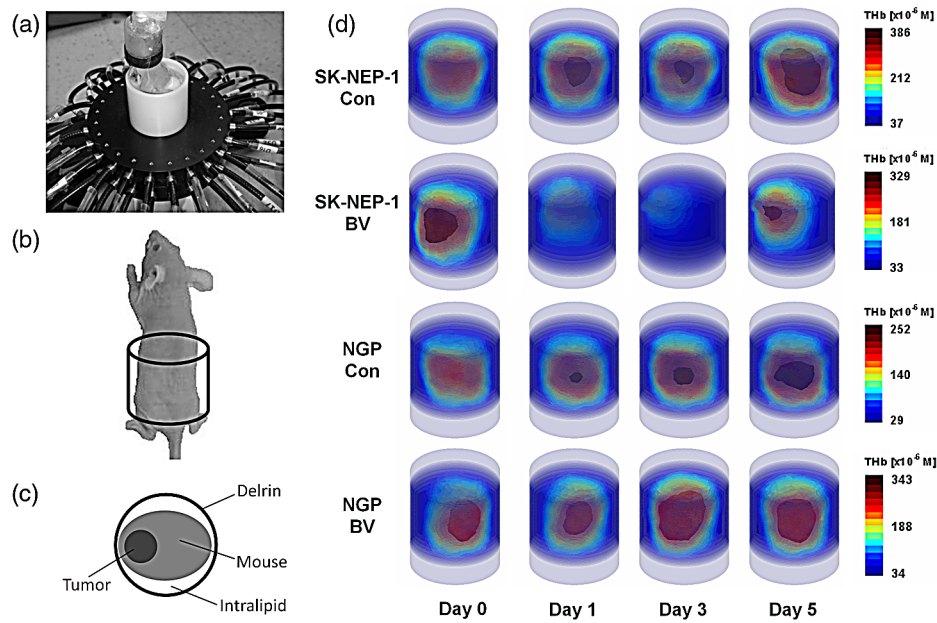 (a)
(b)
(c)
Delrin
Mouse
Tumor
Intralipid
(d)
SK-NEP-1
Con
THb [x10⁻⁶ M]
386
212
37
SK-NEP-1
BV
THb [x10⁻⁶ M]
329
181
33
NGP
Con
THb [x10⁻⁶ M]
252
140
29
NGP
BV
THb [x10⁻⁶ M]
343
188
34
Day 0 Day 1 Day 3 Day 5